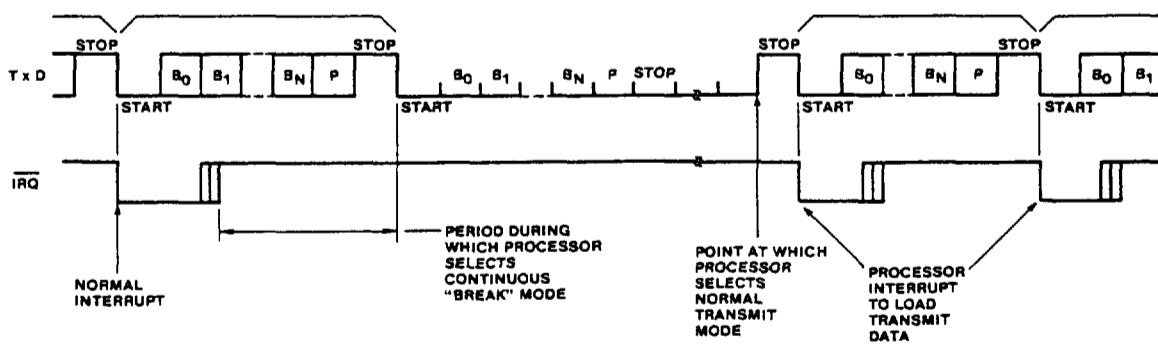 STOP STOP STOP STOP
T x D B0 B1 BN P B0 B1 BN P STOP B0 BN P B0 B1
START START START START
IRQ
NORMAL
INTERRUPT
PERIOD DURING
WHICH PROCESSOR
SELECTS
CONTINUOUS
"BREAK" MODE
POINT AT WHICH
PROCESSOR
SELECTS
NORMAL
TRANSMIT
MODE
PROCESSOR
INTERRUPT
TO LOAD
TRANSMIT
DATA